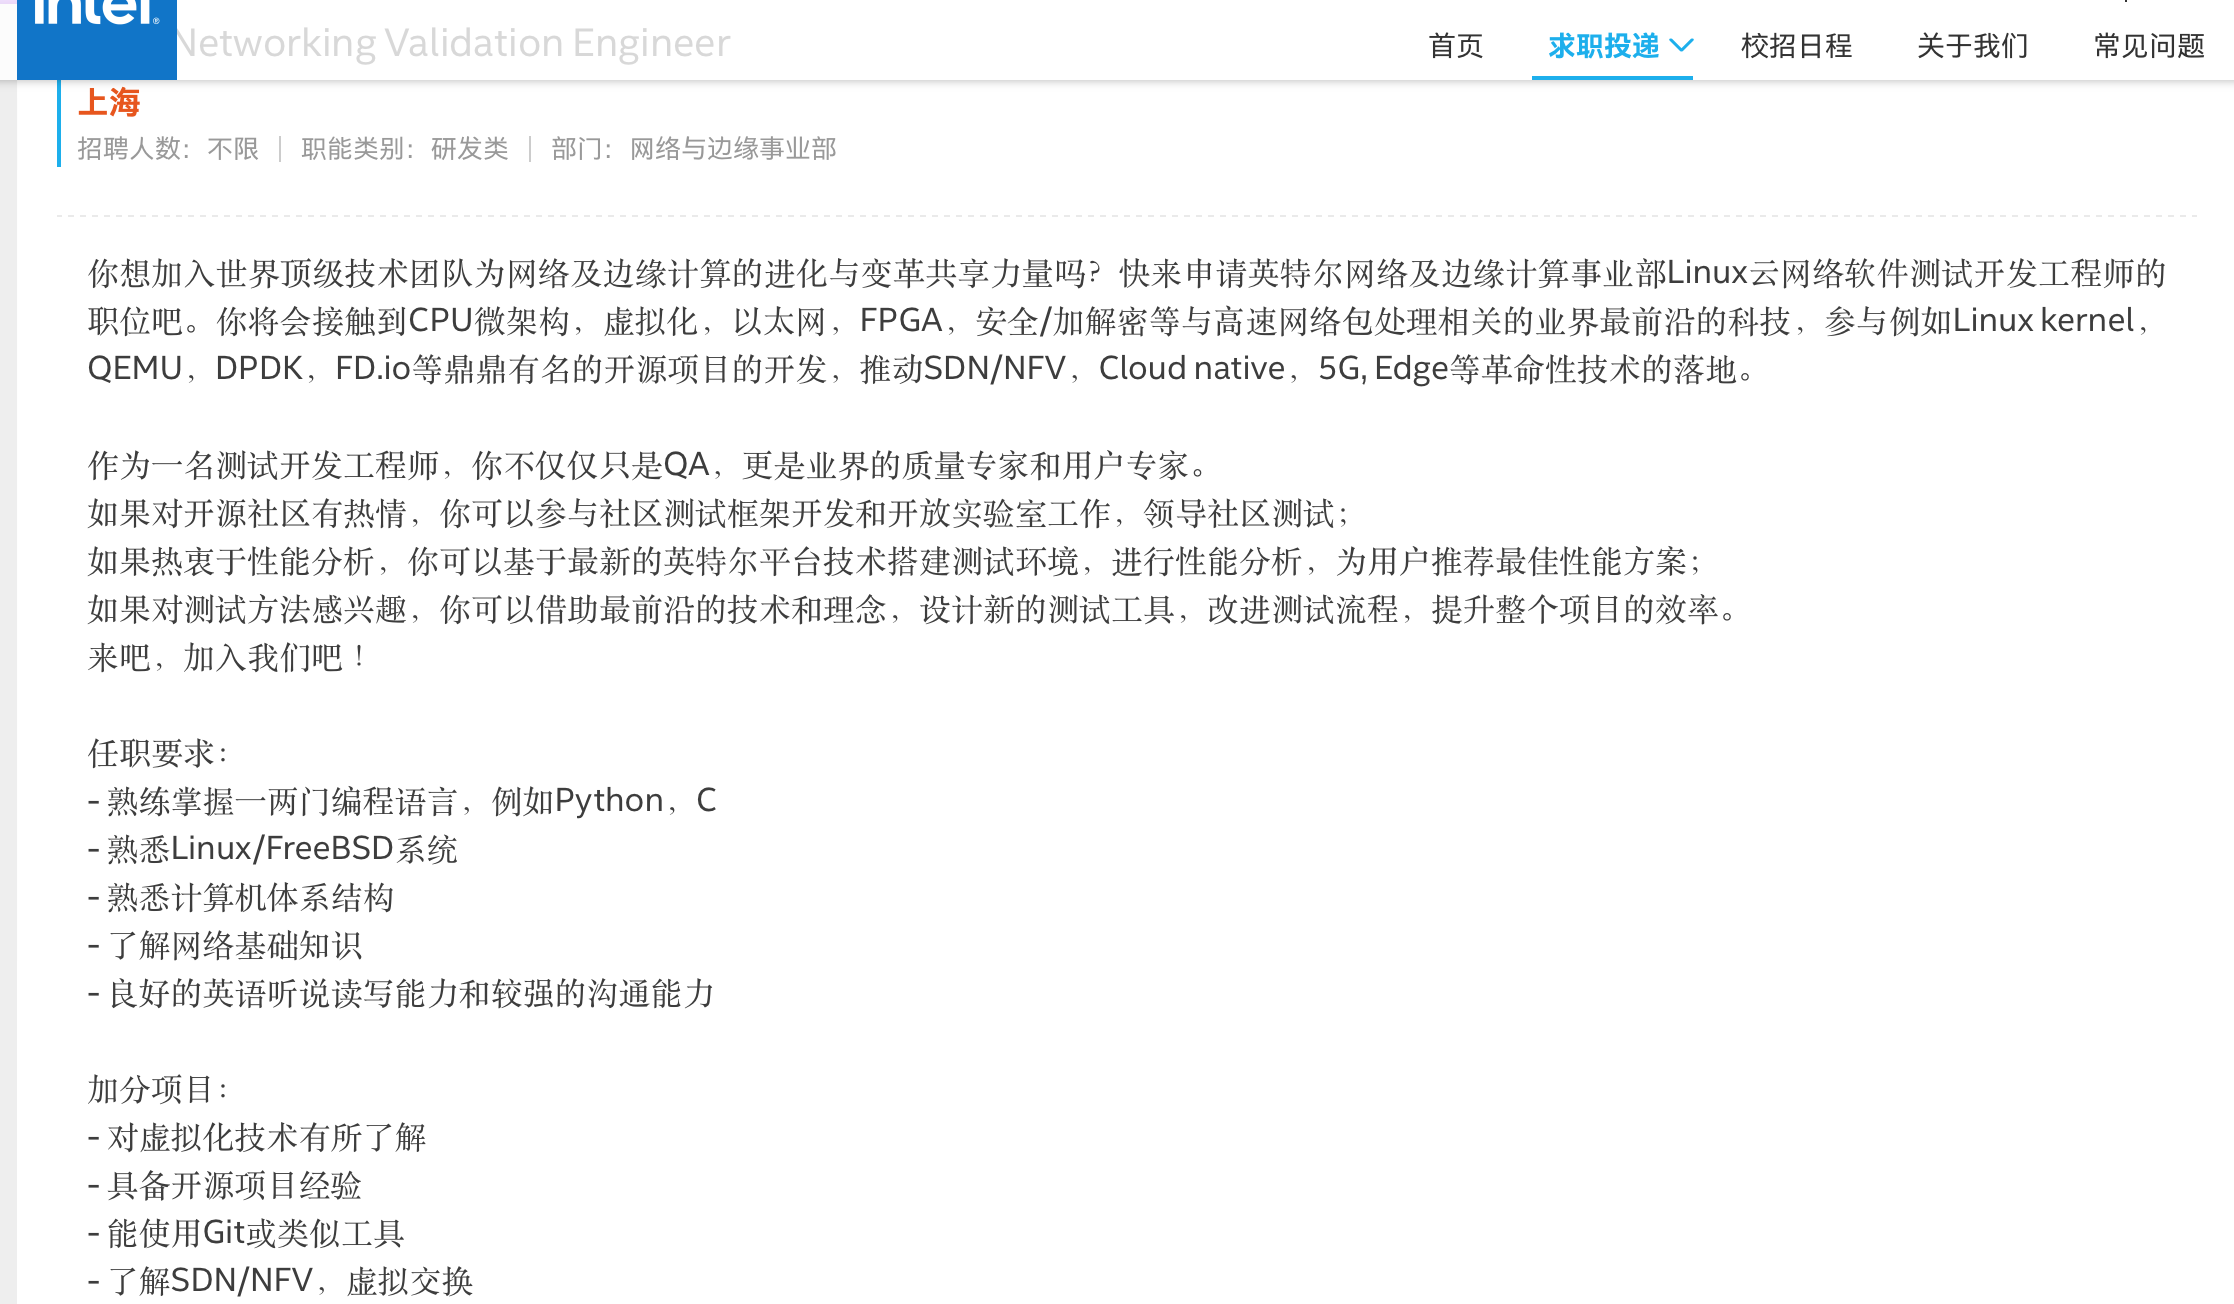 intel®
Networking Validation Engineer
首页 求职投递 校招日程 关于我们 常见问题
上海
招聘人数：不限 | 职能类别：研发类 | 部门：网络与边缘事业部
你想加入世界顶级技术团队为网络及边缘计算的进化与变革共享力量吗？快来申请英特尔网络及边缘计算事业部Linux云网络软件测试开发工程师的
职位吧。你将会接触到CPU微架构，虚拟化，以太网，FPGA，安全/加解密等与高速网络包处理相关的业界最前沿的科技，参与例如Linux kernel，
QEMU，DPDK，FD.io等鼎鼎有名的开源项目的开发，推动SDN/NFV，Cloud native，5G, Edge等革命性技术的落地。
作为一名测试开发工程师，你不仅仅只是QA，更是业界的质量专家和用户专家。
如果对开源社区有热情，你可以参与社区测试框架开发和开放实验室工作，领导社区测试；
如果热衷于性能分析，你可以基于最新的英特尔平台技术搭建测试环境，进行性能分析，为用户推荐最佳性能方案；
如果对测试方法感兴趣，你可以借助最前沿的技术和理念，设计新的测试工具，改进测试流程，提升整个项目的效率。
来吧，加入我们吧！
任职要求：
- 熟练掌握一两门编程语言，例如Python，C
- 熟悉Linux/FreeBSD系统
- 熟悉计算机体系结构
- 了解网络基础知识
- 良好的英语听说读写能力和较强的沟通能力
加分项目：
- 对虚拟化技术有所了解
- 具备开源项目经验
- 能使用Git或类似工具
- 了解SDN/NFV，虚拟交换